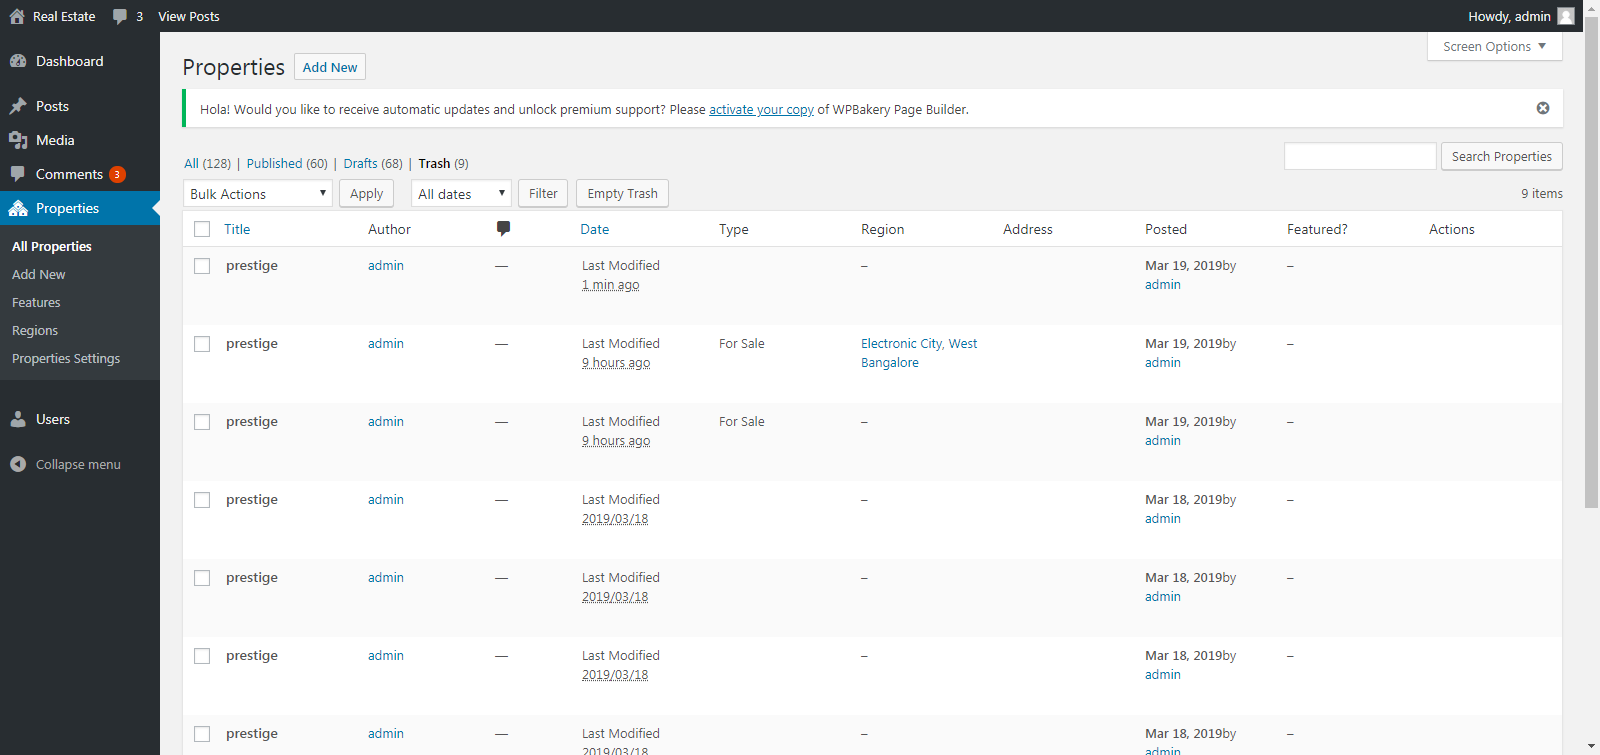 Real Estate 3 View Posts Howdy, admin
Screen Options
Dashboard
Posts
Media
Comments 3
Properties
All Properties
Add New
Features
Regions
Properties Settings
Users
Collapse menu
Properties Add New
Hola! Would you like to receive automatic updates and unlock premium support? Please activate your copy of WPBakery Page Builder.
All (128) | Published (60) | Drafts (68) | Trash (9)
Search Properties
Bulk Actions Apply All dates Filter Empty Trash 9 items
Title Author Date Type Region Address Posted Featured? Actions
prestige admin — Last Modified – Mar 19, 2019by –
1 min ago admin
prestige admin — Last Modified For Sale Electronic City, West Mar 19, 2019by –
9 hours ago Bangalore admin
prestige admin — Last Modified For Sale – Mar 19, 2019by –
9 hours ago admin
prestige admin — Last Modified – Mar 18, 2019by –
2019/03/18 admin
prestige admin — Last Modified – Mar 18, 2019by –
2019/03/18 admin
prestige admin — Last Modified – Mar 18, 2019by –
2019/03/18 admin
prestige admin — Last Modified – Mar 18, 2019by –
2019/03/18 admin